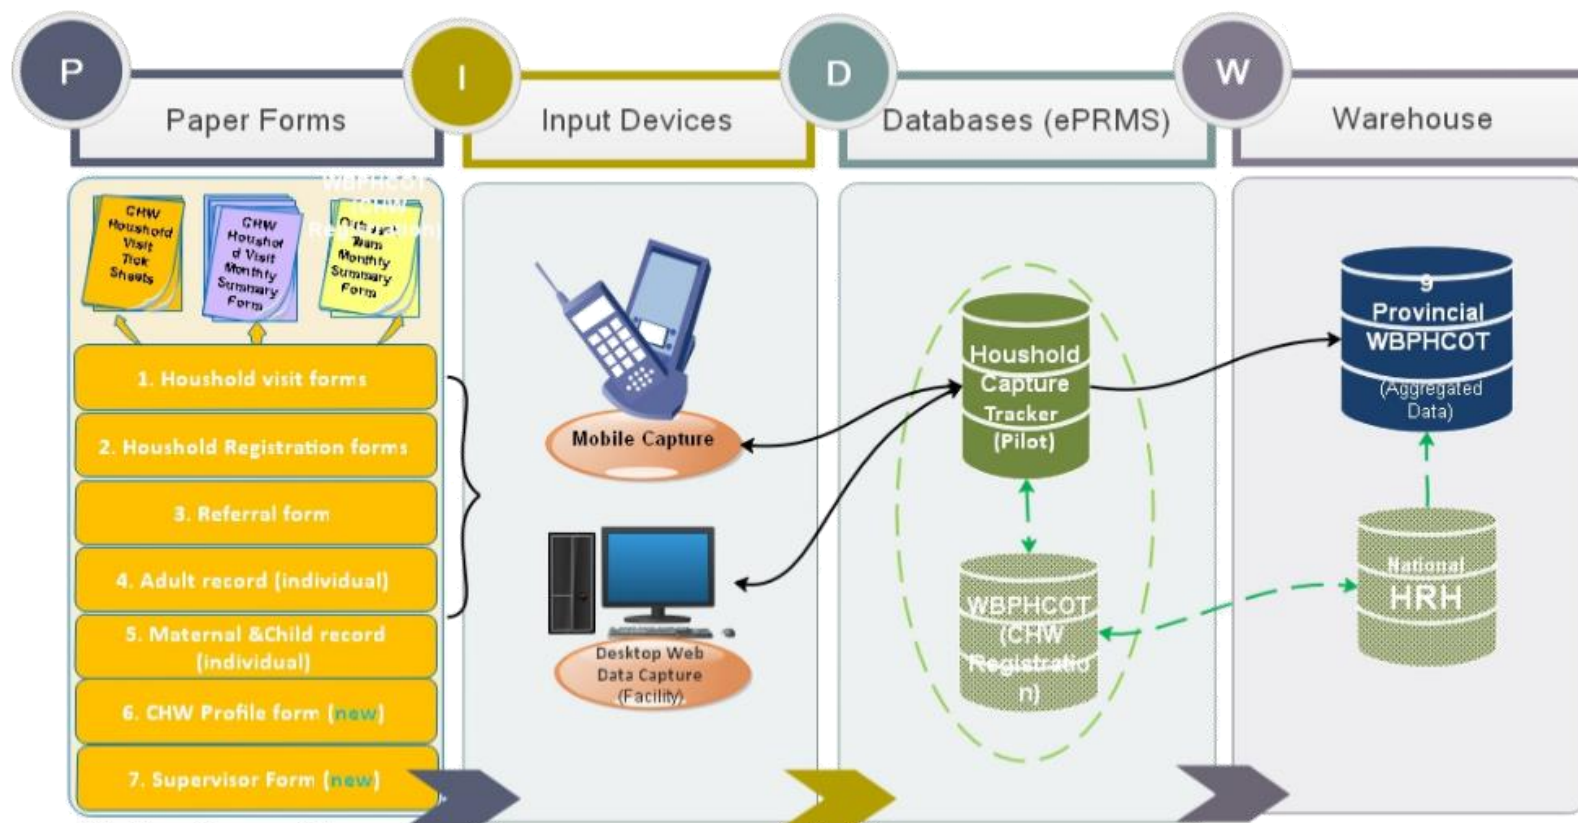 P
I
D
W
Paper Forms
Input Devices
Databases (ePRMS)
Warehouse
CHW
Houshold
Visit
Tick
Sheets
CHW
Houshol
d Visit
Monthly
Summary
Form
WBPHCOT
(CHW
Registration)
Team
Monthly
Summary
Form
1. Houshold visit forms
2. Houshold Registration forms
3. Referral form
4. Adult record (individual)
5. Maternal &Child record
(individual)
6. CHW Profile form (new)
7. Supervisor Form (new)
Mobile Capture
Desktop Web
Data Capture
(Facility)
Houshold
Capture
Tracker
(Pilot)
WBPHCOT
(CHW
Registratio
n)
9
Provincial
WBPHCOT
(Aggregated
Data)
National
HRH